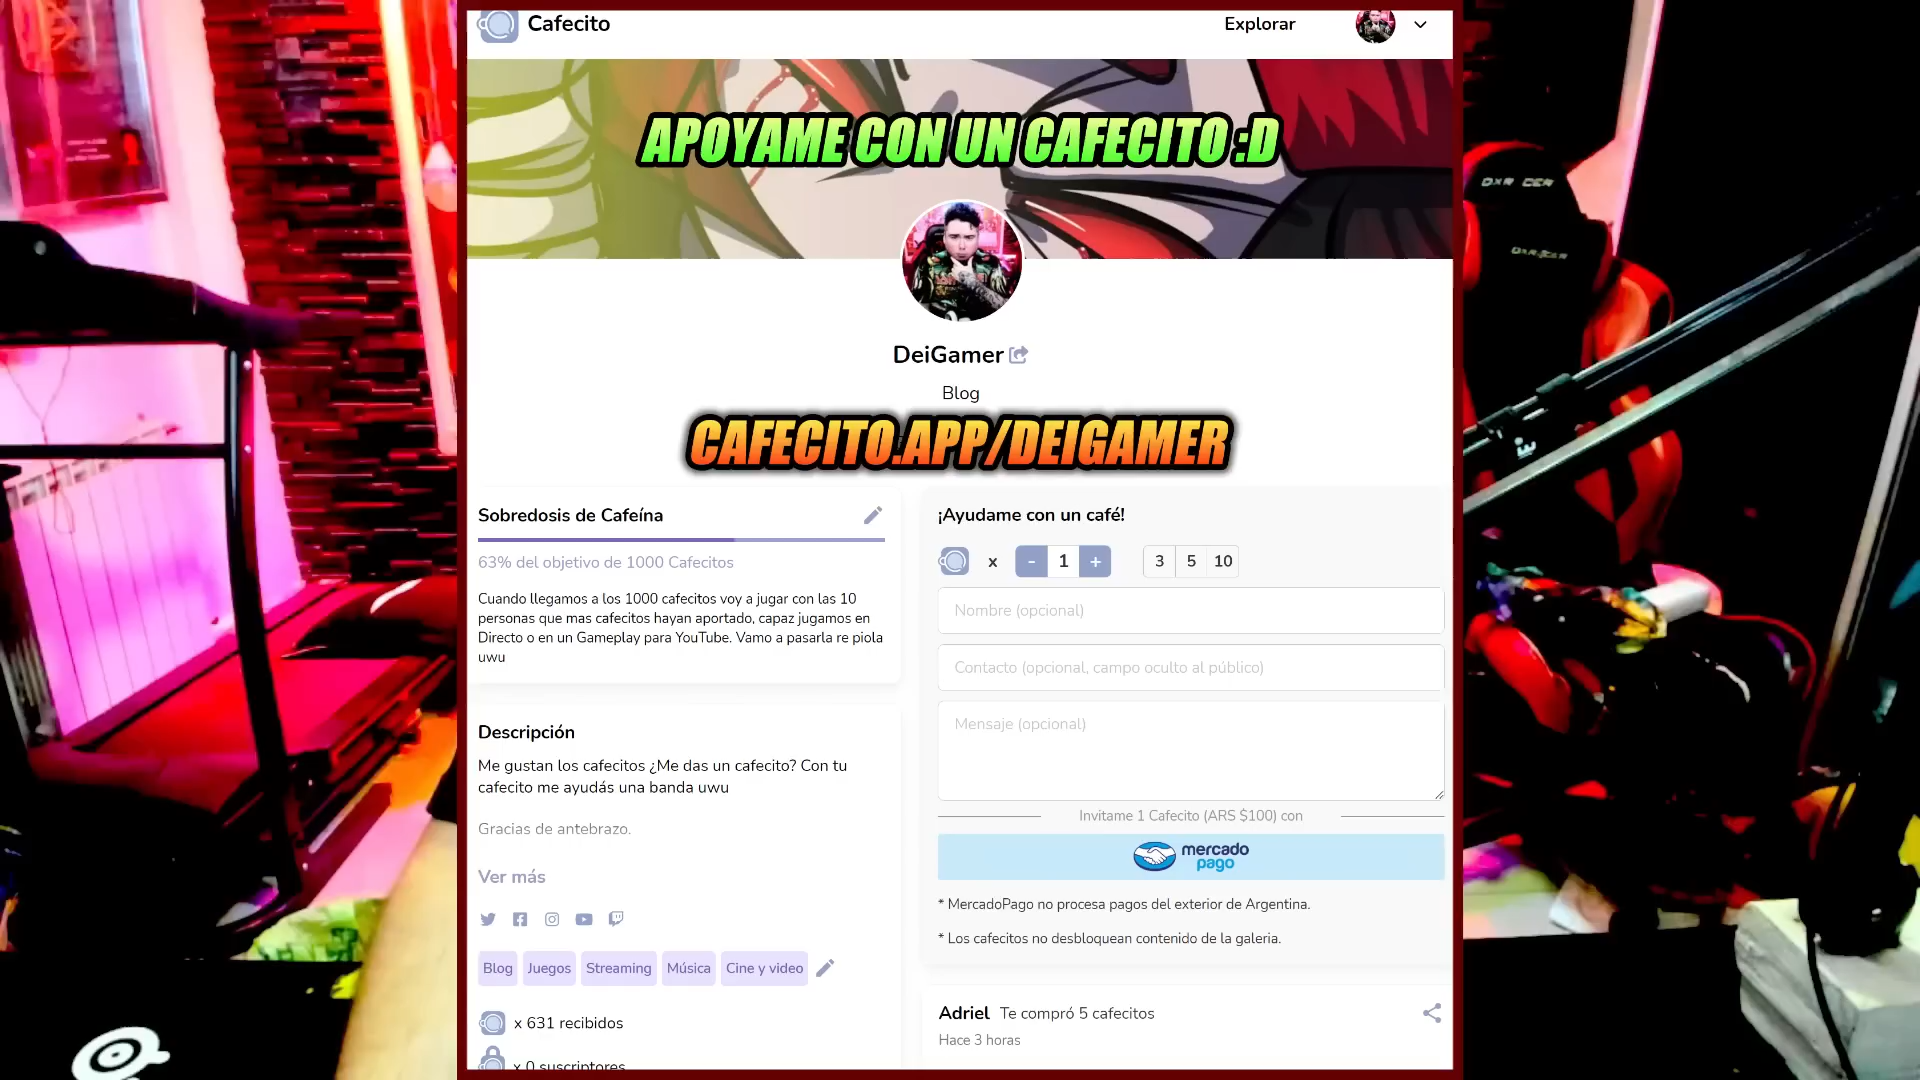 Cafecito
Explorar
APOYAME CON UN CAFECITO :D
DeiGamer
Blog
CAFECITO.APP/DEIGAMER
Sobredosis de Cafeína
63% del objetivo de 1000 Cafecitos
Cuando llegamos a los 1000 cafecitos voy a jugar con las 10
personas que mas cafecitos hayan aportado, capaz jugamos en
Directo o en un Gameplay para YouTube. Vamo a pasarla re piola
uwu
Descripción
Me gustan los cafecitos ¿Me das un cafecito? Con tu
cafecito me ayudás una banda uwu
Gracias de antebrazo.
Ver más
Blog Juegos Streaming Música Cine y video
x 631 recibidos
x 0 suscriptores
¡Ayudame con un café!
x - 1 + 3 5 10
Nombre (opcional)
Contacto (opcional, campo oculto al público)
Mensaje (opcional)
Invitame 1 Cafecito (ARS $100) con
mercado
pago
* MercadoPago no procesa pagos del exterior de Argentina.
* Los cafecitos no desbloquean contenido de la galeria.
Adriel Te compró 5 cafecitos
Hace 3 horas